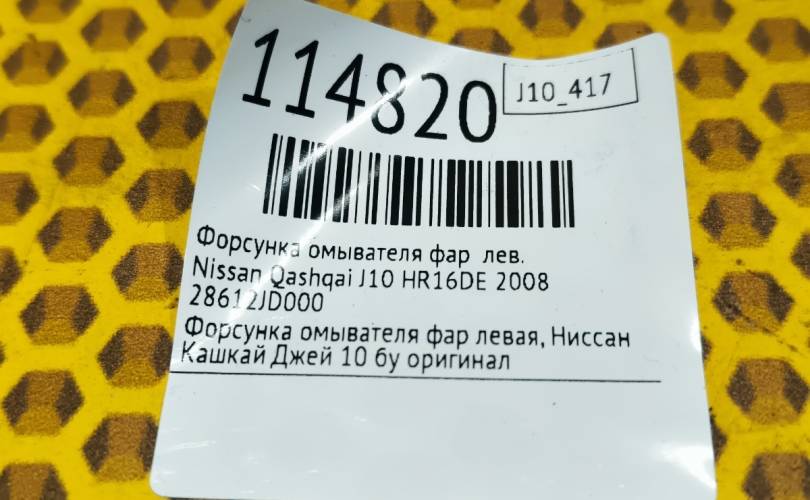 114820
J10_417
Форсунка омывателя фар лев.
Nissan Qashqai J10 HR16DE 2008
28612JD000
Форсунка омывателя фар левая, Ниссан
Кашкай Джей 10 бу оригинал